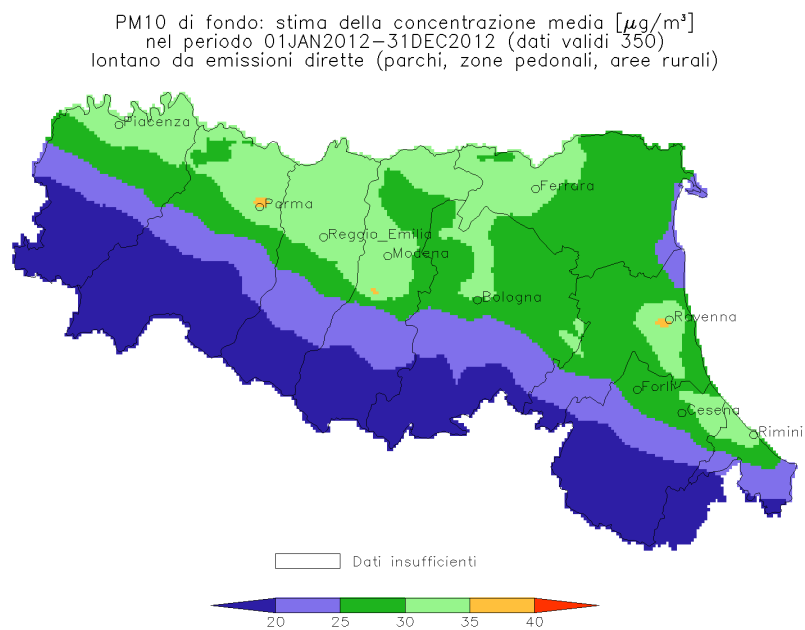 PM10 di fondo: stima della concentrazione media [μg/m³]
nel periodo 01JAN2012-31DEC2012 (dati validi 350)
lontano da emissioni dirette (parchi, zone pedonali, aree rurali)
Piacenza
Ferrara
Parma
Reggio_Emilia
Modena
Bologna
Ravenna
Forlì
Cesena
Rimini
Dati insufficienti
20 25 30 35 40